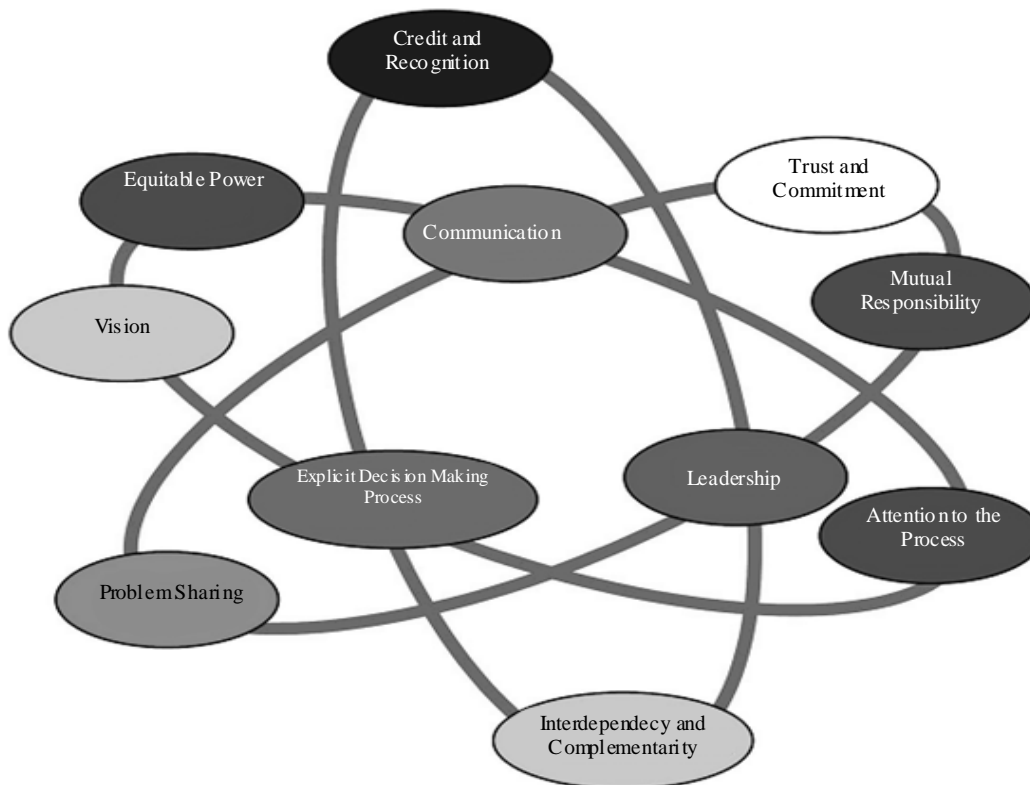 Credit and
Recognition
Equitable Power
Trust and
Commitment
Communication
Mutual
Responsibility
Vision
Explicit Decision Making
Process
Leadership
Attention to the
Process
Problem Sharing
Interdependecy and
Complementarity